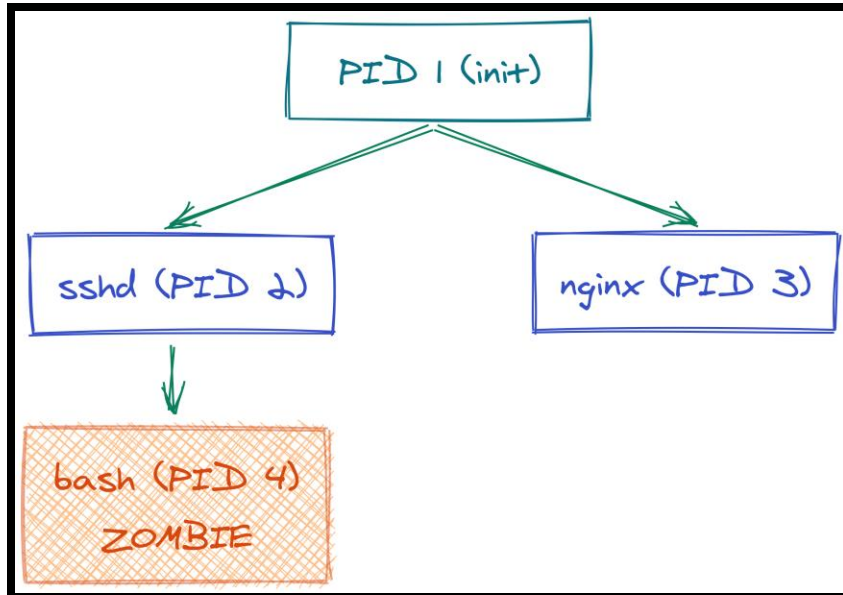 PID 1 (init)
sshd (PID 2)
nginx (PID 3)
bash (PID 4)
ZOMBIE